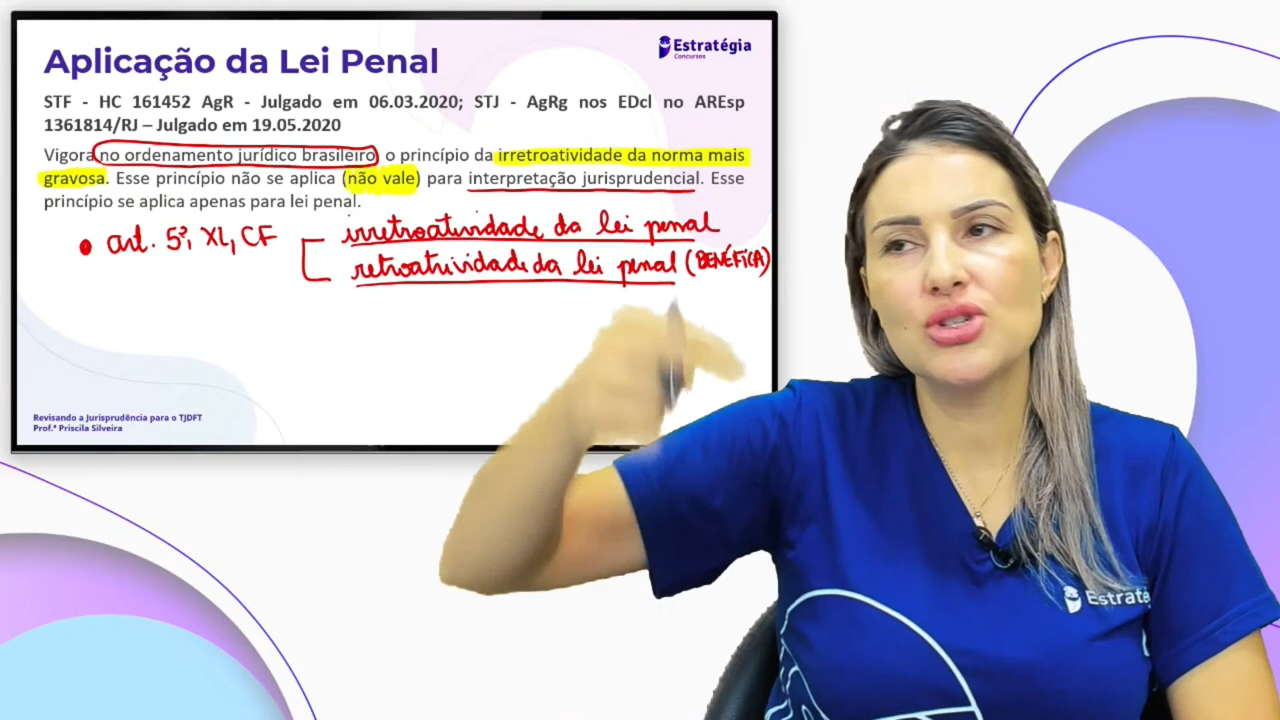 Aplicação da Lei Penal
Estratégia
Concursos
STF - HC 161452 AgR - Julgado em 06.03.2020; STJ - AgRg nos EDcl no AREsp
1361814/RJ – Julgado em 19.05.2020
Vigora no ordenamento jurídico brasileiro o princípio da irretroatividade da norma mais
gravosa. Esse princípio não se aplica (não vale) para interpretação jurisprudencial. Esse
princípio se aplica apenas para lei penal.
• art. 5º, XL, CF
irretroatividade da lei penal
retroatividade da lei penal (BENÉFICA)
Revisando a Jurisprudência para o TJDFT
Prof.ª Priscila Silveira
Estraté